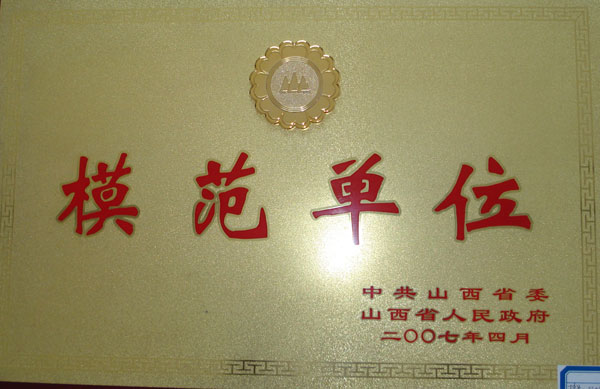 模范单位
中共山西省委
山西省人民政府
二〇〇七年四月